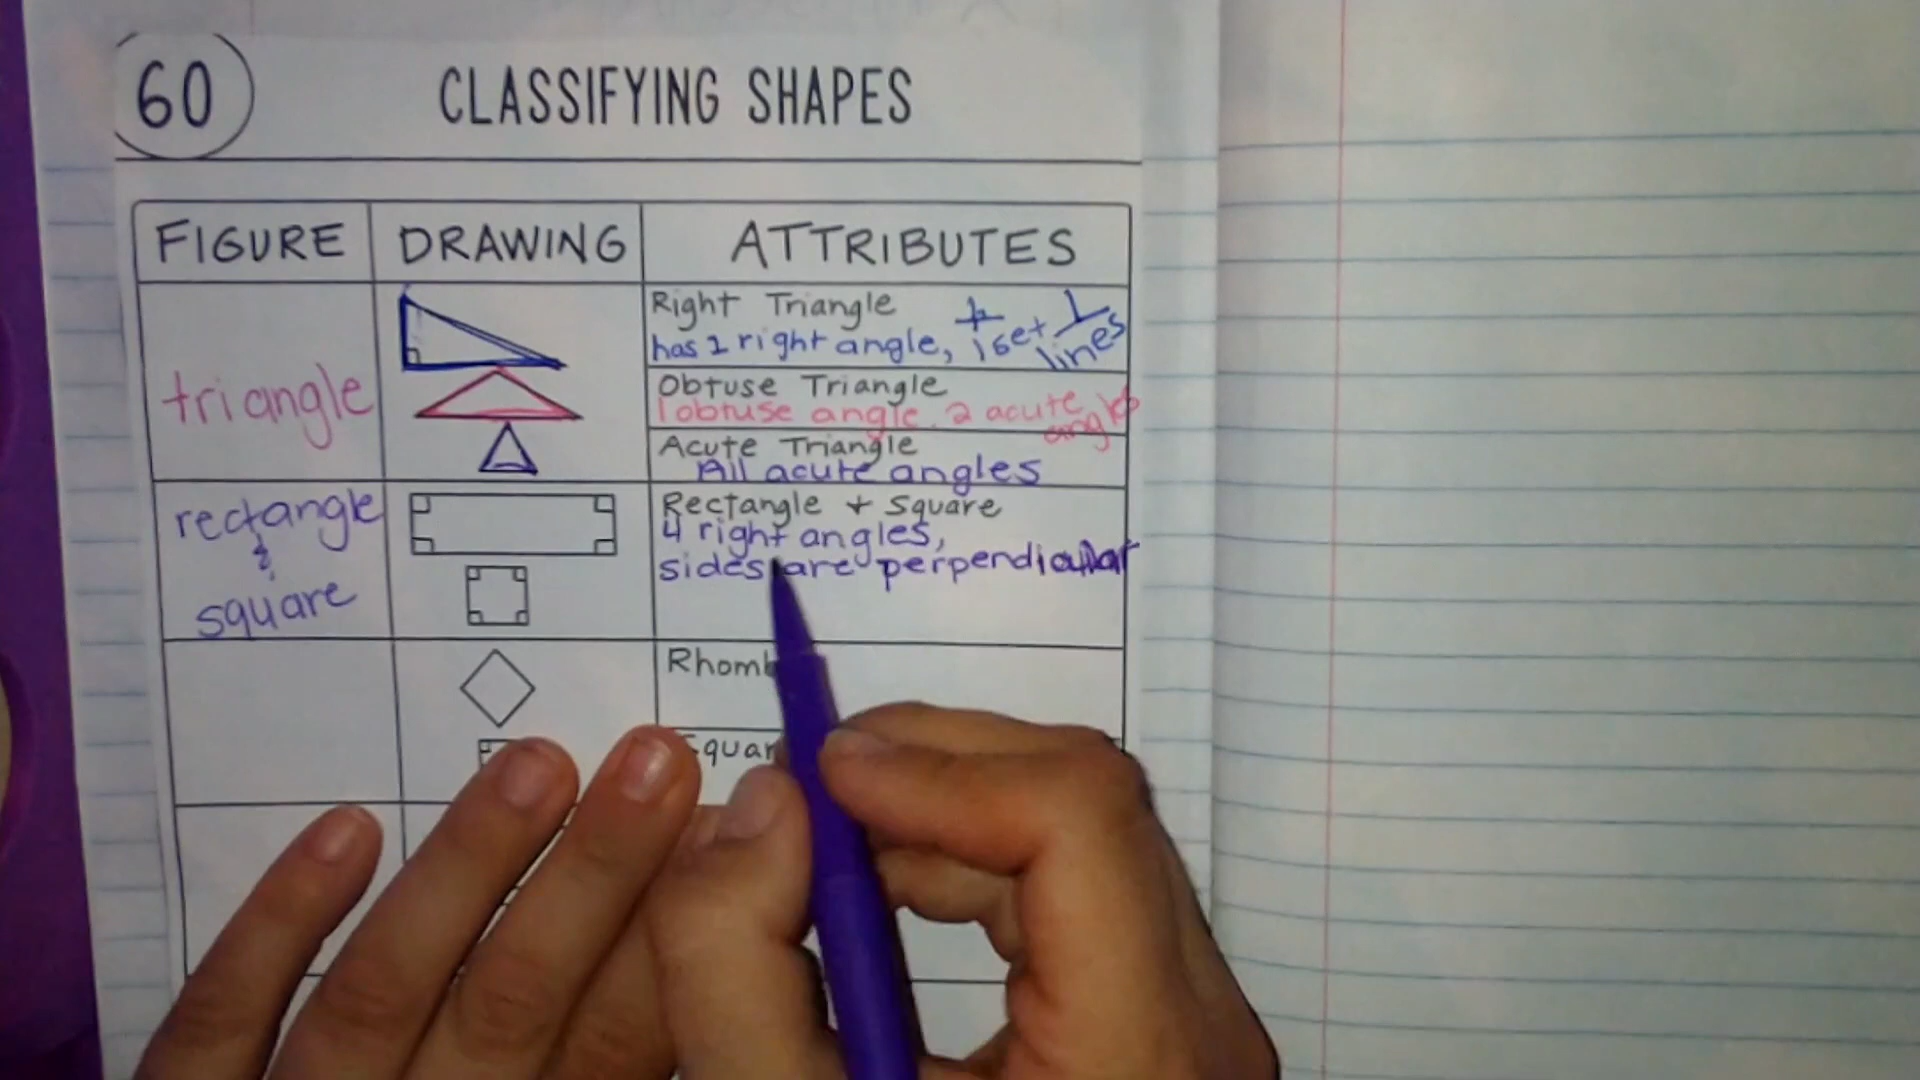 60
CLASSIFYING SHAPES
FIGURE DRAWING ATTRIBUTES
triangle
Right Triangle
has 1 right angle, 1 set
lines
Obtuse Triangle
1 obtuse angle, 2 acute
angles
Acute Triangle
All acute angles
rectangle
&
square
Rectangle + Square
4 right angles,
sides are perpendicular
Rhomb
Squar